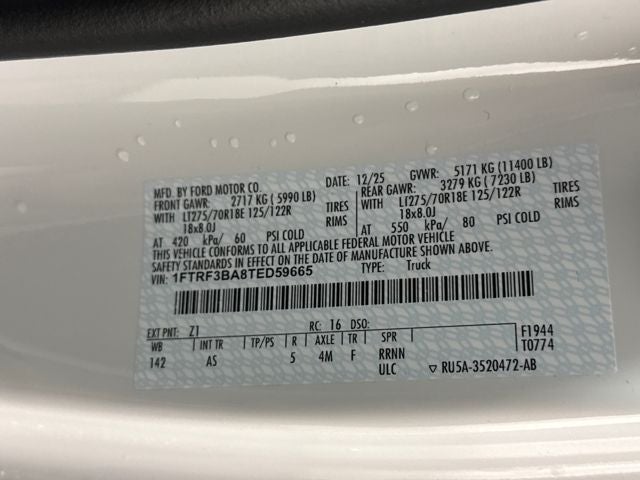 MFD. BY FORD MOTOR CO. DATE: 12/25 GVWR: 5171 KG (11400 LB)
FRONT GAWR: 2717 KG ( 5990 LB) REAR GAWR: 3279 KG ( 7230 LB)
WITH LT275/70R18E 125/122R TIRES WITH LT275/70R18E 125/122R TIRES
18x8.0J RIMS 18x8.0J RIMS
AT 420 kPa/ 60 PSI COLD AT 550 kPa/ 80 PSI COLD
THIS VEHICLE CONFORMS TO ALL APPLICABLE FEDERAL MOTOR VEHICLE
SAFETY STANDARDS IN EFFECT ON THE DATE OF MANUFACTURE SHOWN ABOVE.
VIN: 1FTRF3BA8TED59665 TYPE: Truck
EXT PNT: Z1 RC: 16 DSO: F1944
WB INT TR TP/PS R AXLE TR SPR T0774
142 AS 5 4M F RRNN
ULC ▽ RU5A-3520472-AB